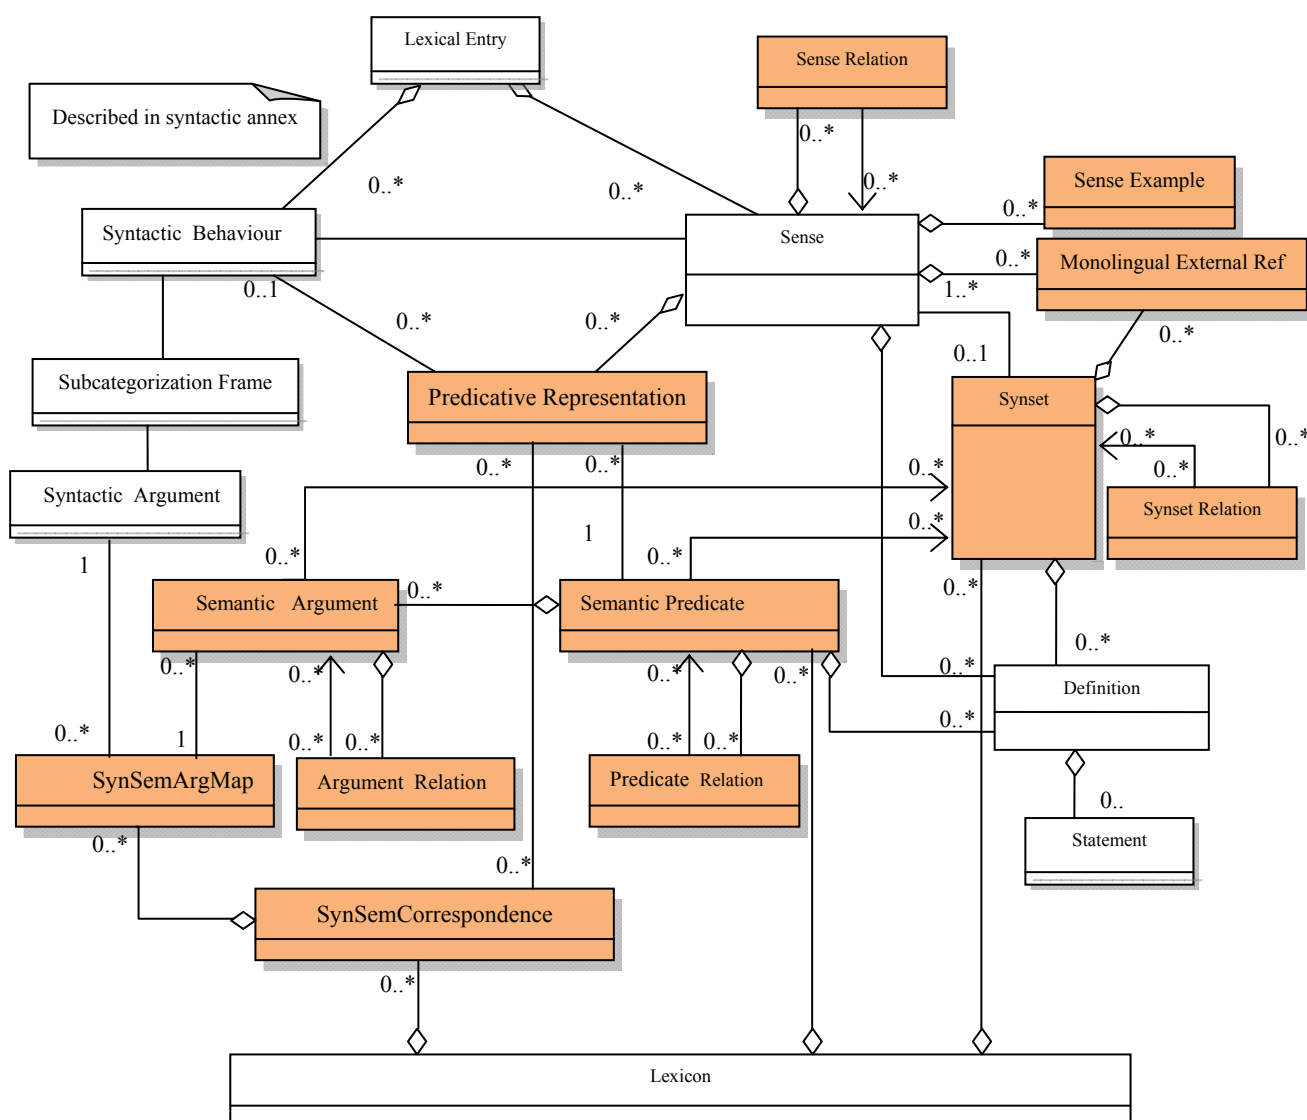 Lexical Entry
Sense Relation
Described in syntactic annex
0..*
0..*
0..*
0..*
Sense Example
0..*
Syntactic Behaviour
Sense
0..*
Monolingual External Ref
0..1
1..*
0..*
0..*
0..*
0..1
Subcategorization Frame
Predicative Representation
Synset
0..*
0..*
0..*
0..*
0..*
0..*
Syntactic Argument
Synset Relation
0..*
1
1
0..*
0..*
0..*
0..*
Semantic Argument
Semantic Predicate
0..*
0..*
0..*
0..*
0..*
0..*
Definition
0..*
0..*
1
0..*
0..*
0..*
0..*
SynSemArgMap
Argument Relation
Predicate Relation
0..
0..*
Statement
0..*
SynSemCorrespondence
0..*
Lexicon